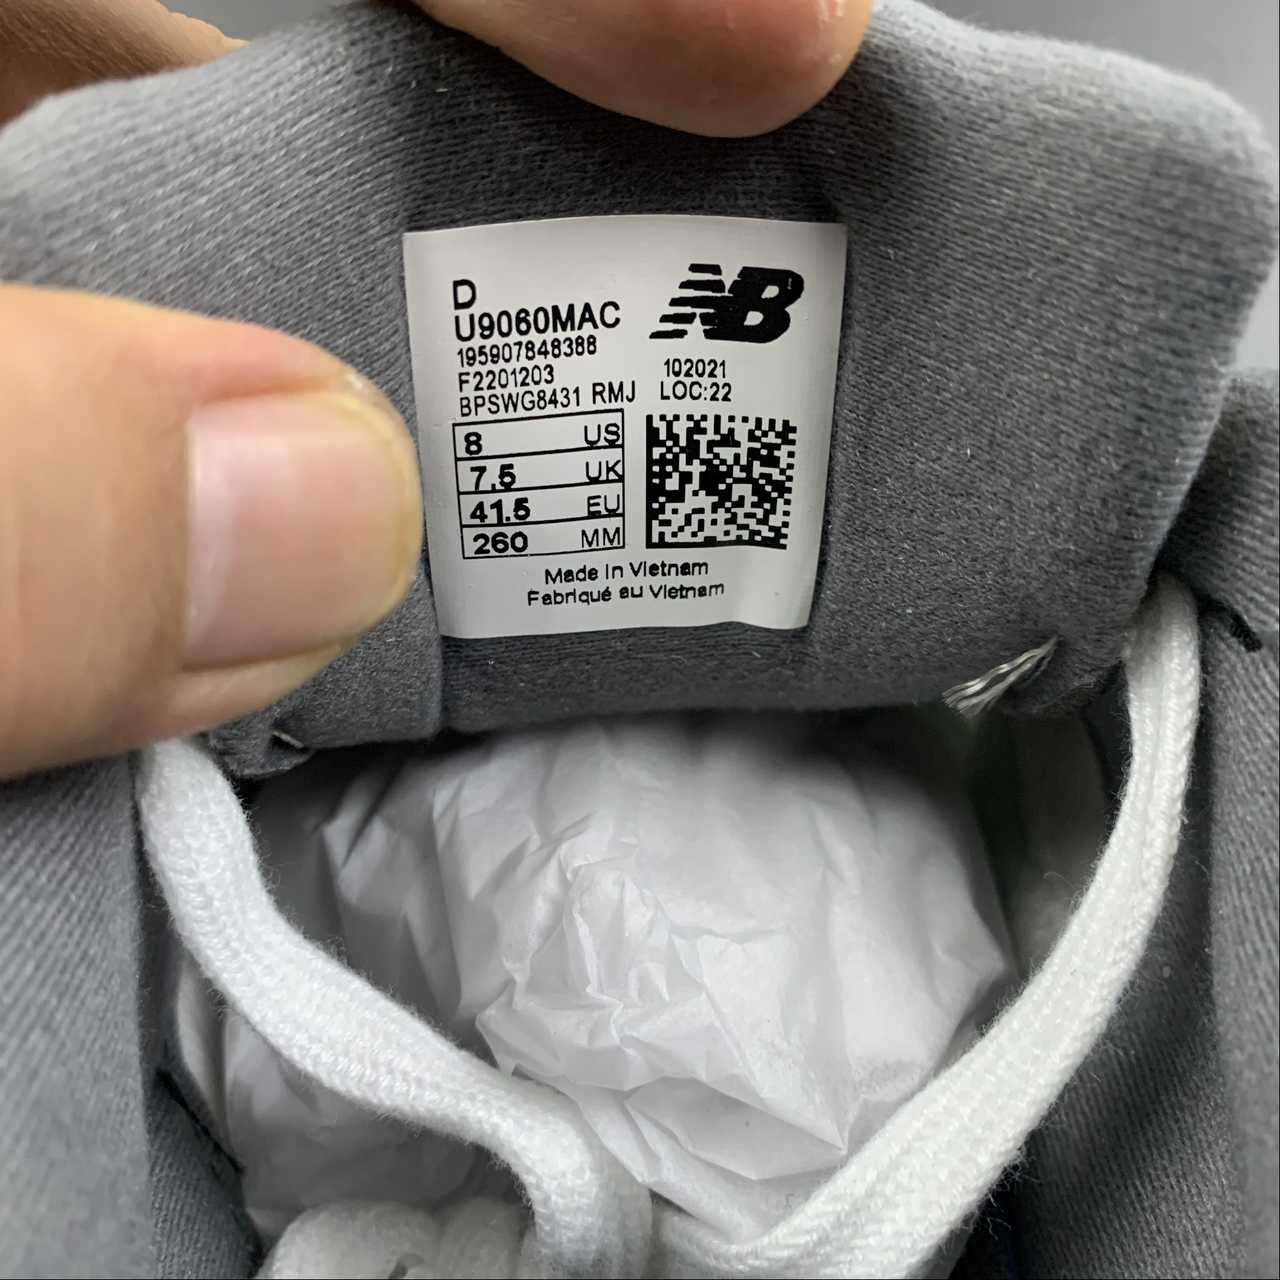 D
U9060MAC
NB
195907848388
F2201203
102021
BPSWG8431 RMJ
LOC:22
8 US
7.5 UK
41.5 EU
260 MM
Made in Vietnam
Fabriqué au Vietnam